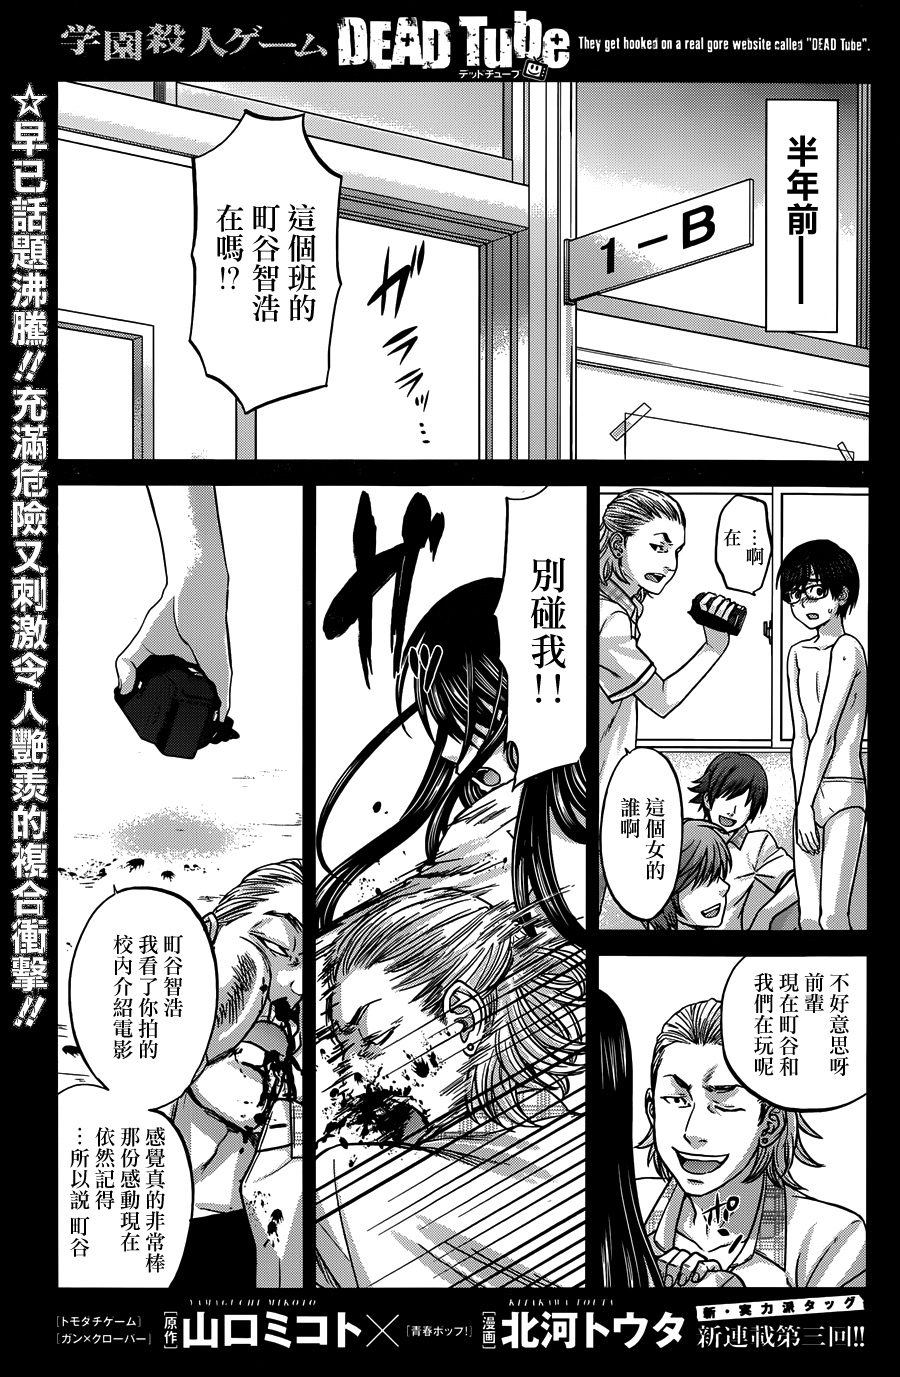 学園殺人ゲーム
DEAD Tube
デッドチューブ
They get hooked on a real gore website called "DEAD Tube".
☆早已話題沸騰!!充滿危險又刺激令人艷羨的複合衝擊!!
半年前——
1-B
這個班的
町谷智浩
在嗎!?
…啊
在
這個女的
誰啊
不好意思呀
前輩
現在町谷和
我們在玩呢
別碰我!!
町谷智浩
我看了你拍的
校內介紹電影
感覺真的非常棒
那份感動現在
依然記得
…所以説 町谷
[トモダチゲーム]
[ガン×クローバー]
[原作]
YAMAGUCHI MIKOTO
山口ミコト
×
[青春ポップ!]
[漫画]
KITAKAWA TOUTA
北河トウタ
新・実力派タッグ
新連載第三回!!